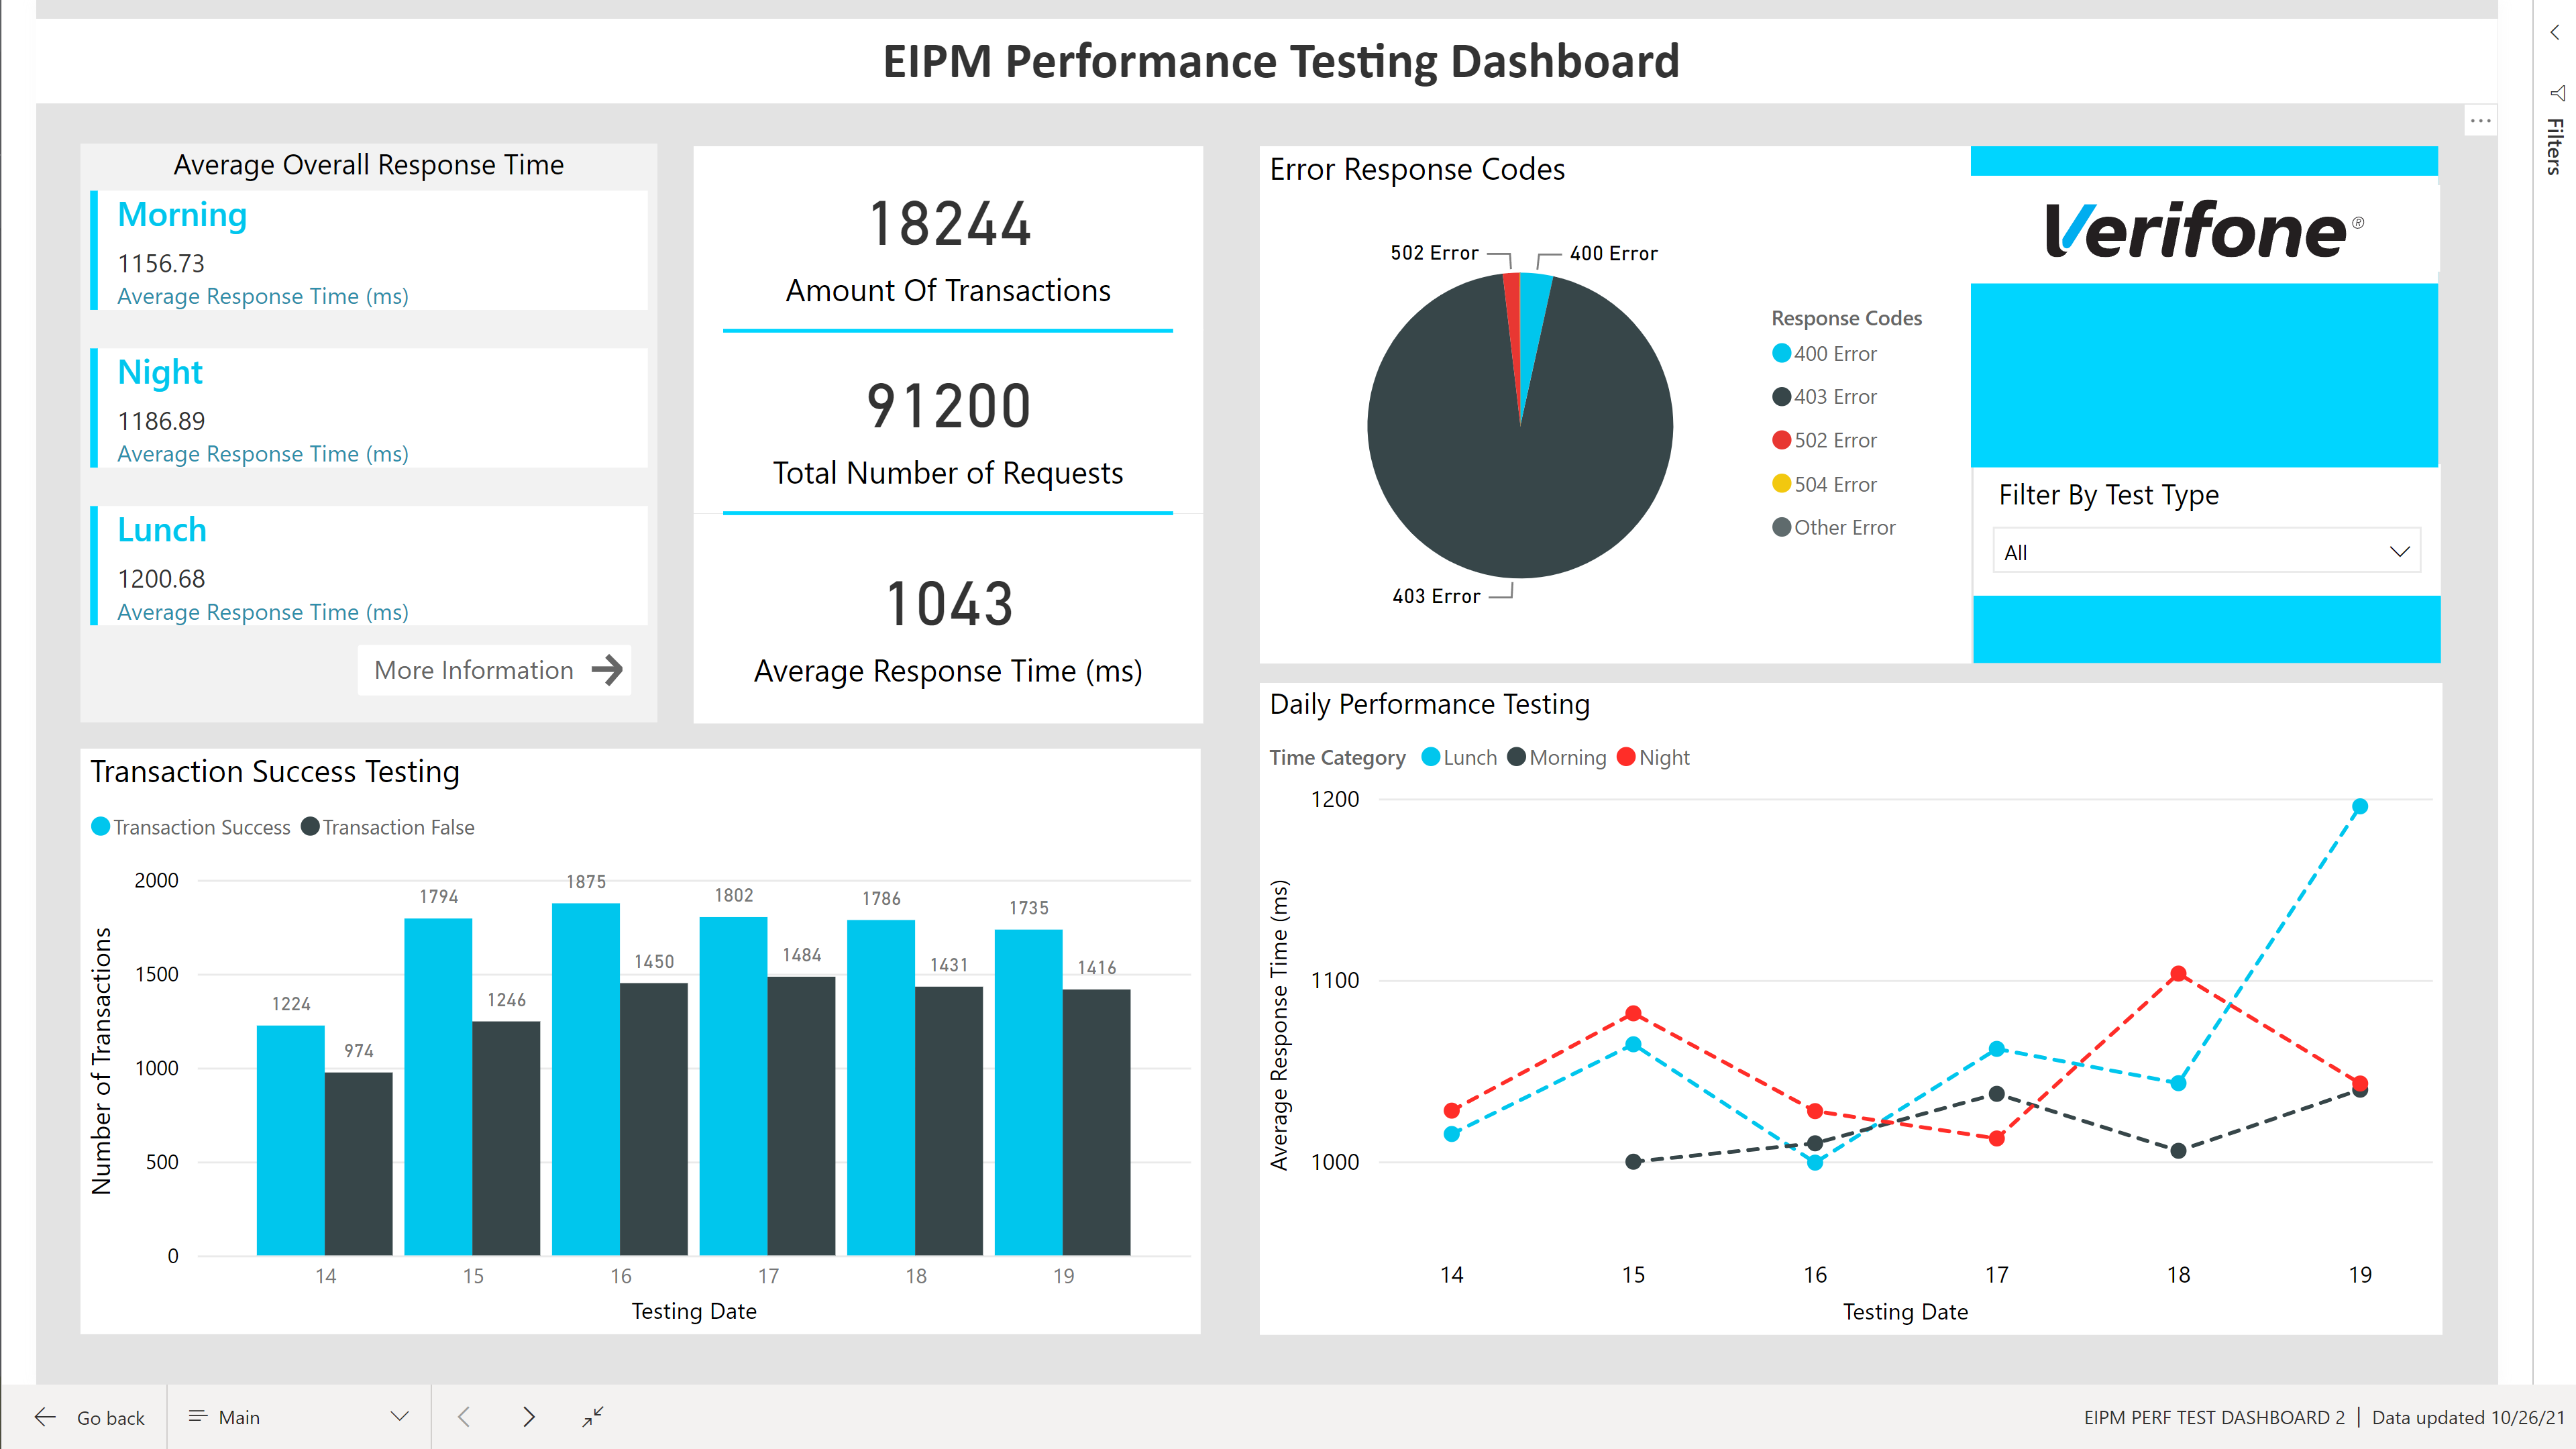 EIPM Performance Testing Dashboard
Filters
Average Overall Response Time
Morning
1156.73
Average Response Time (ms)
Night
1186.89
Average Response Time (ms)
Lunch
1200.68
Average Response Time (ms)
More Information
18244
Amount Of Transactions
91200
Total Number of Requests
1043
Average Response Time (ms)
Error Response Codes
502 Error
400 Error
403 Error
Response Codes
400 Error
403 Error
502 Error
504 Error
Other Error
Verifone®
Filter By Test Type
All
Transaction Success Testing
Transaction Success Transaction False
Number of Transactions
2000
1500
1000
500
0
1224
974
1794
1246
1875
1450
1802
1484
1786
1431
1735
1416
14 15 16 17 18 19
Testing Date
Daily Performance Testing
Time Category Lunch Morning Night
Average Response Time (ms)
1200
1100
1000
14 15 16 17 18 19
Testing Date
Go back
Main
EIPM PERF TEST DASHBOARD 2 | Data updated 10/26/21